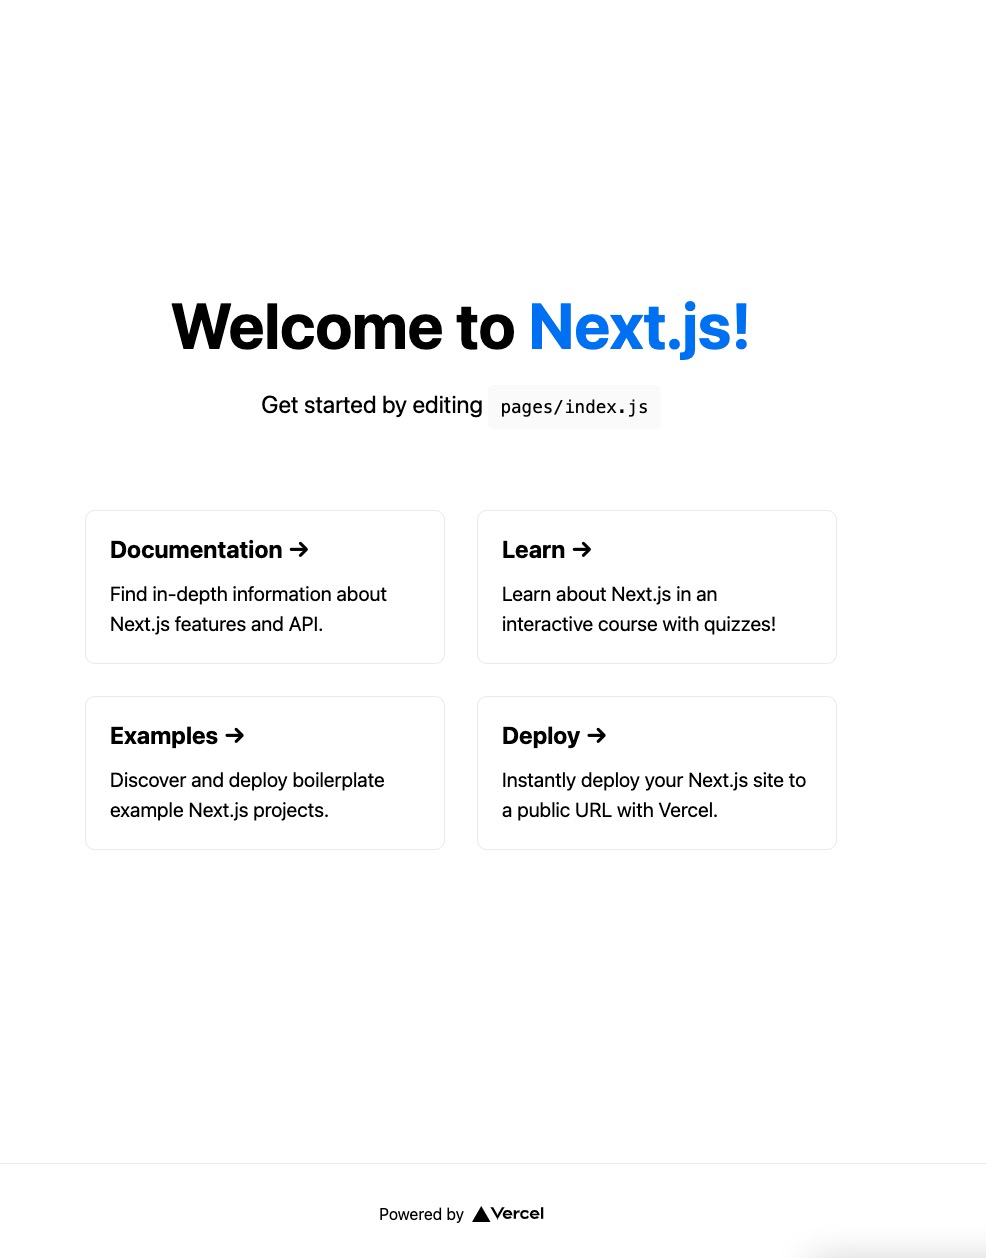 Welcome to Next.js!
Get started by editing pages/index.js
Documentation →
Find in-depth information about
Next.js features and API.
Learn →
Learn about Next.js in an
interactive course with quizzes!
Examples →
Discover and deploy boilerplate
example Next.js projects.
Deploy →
Instantly deploy your Next.js site to
a public URL with Vercel.
Powered by Vercel